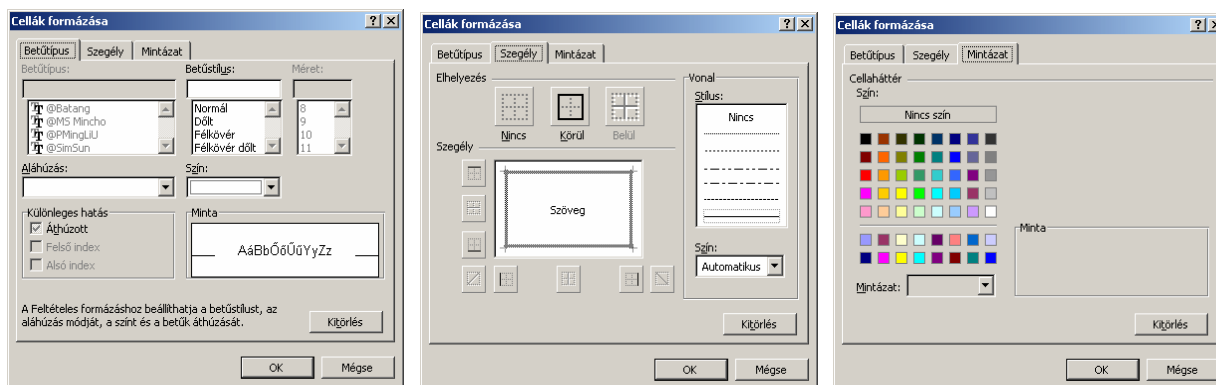 Cellák formázása
Betűtípus Szegély Mintázat
Betűtípus: Betűstílus: Méret:
@Batang Normál 8
@MS Mincho Dőlt 9
@PMingLiU Félkövér 10
@SimSun Félkövér dőlt 11
Aláhúzás: Szín:
Különleges hatás
Áthúzott
Felső index
Alsó index
Minta
AáBbÓőŰűYyZz
A Feltételes formázáshoz beállíthatja a betűstílust, az
aláhúzás módját, a színt és a betűk áthúzását.
Kitörlés
OK Mégse
Cellák formázása
Betűtípus Szegély Mintázat
Elhelyezés
Nincs Körül Belül
Szegély
Szöveg
Vonal
Stílus:
Nincs
Szín:
Automatikus
Kitörlés
OK Mégse
Cellák formázása
Betűtípus Szegély Mintázat
Cellaháttér
Szín:
Nincs szín
Minta
Mintázat:
Kitörlés
OK Mégse